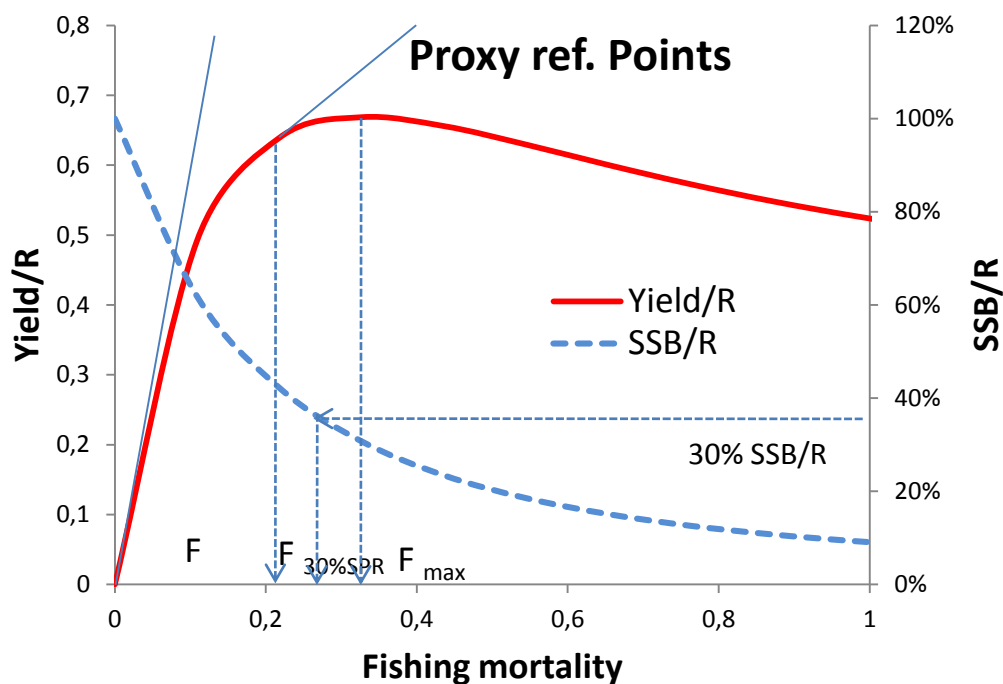 Proxy ref. Points
0,8
0,7
0,6
0,5
0,4
0,3
0,2
0,1
0
Yield/R
120%
100%
80%
60%
40%
20%
0%
SSB/R
Yield/R
SSB/R
30% SSB/R
F
F 30%SPR
F max
0
0,2
0,4
0,6
0,8
1
Fishing mortality